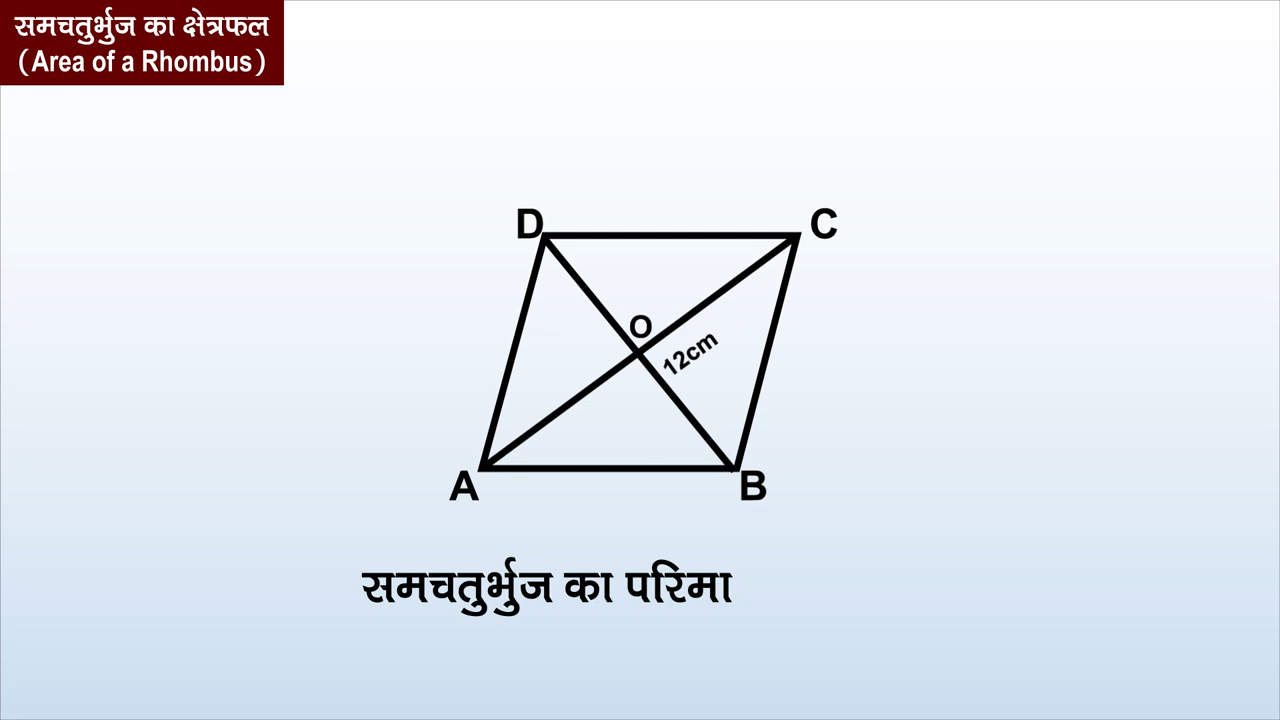 समचतुर्भुज का क्षेत्रफल
(Area of a Rhombus)
D
C
O
12cm
A
B
समचतुर्भुज का परिमा